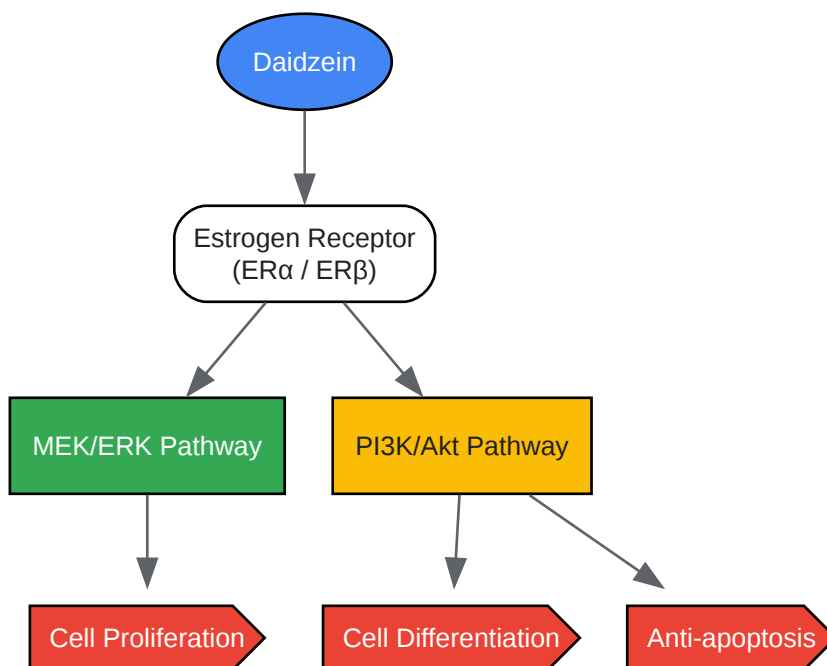 Daidzein
Estrogen Receptor
(ERα / ERβ)
MEK/ERK Pathway
PI3K/Akt Pathway
Cell Proliferation
Cell Differentiation
Anti-apoptosis